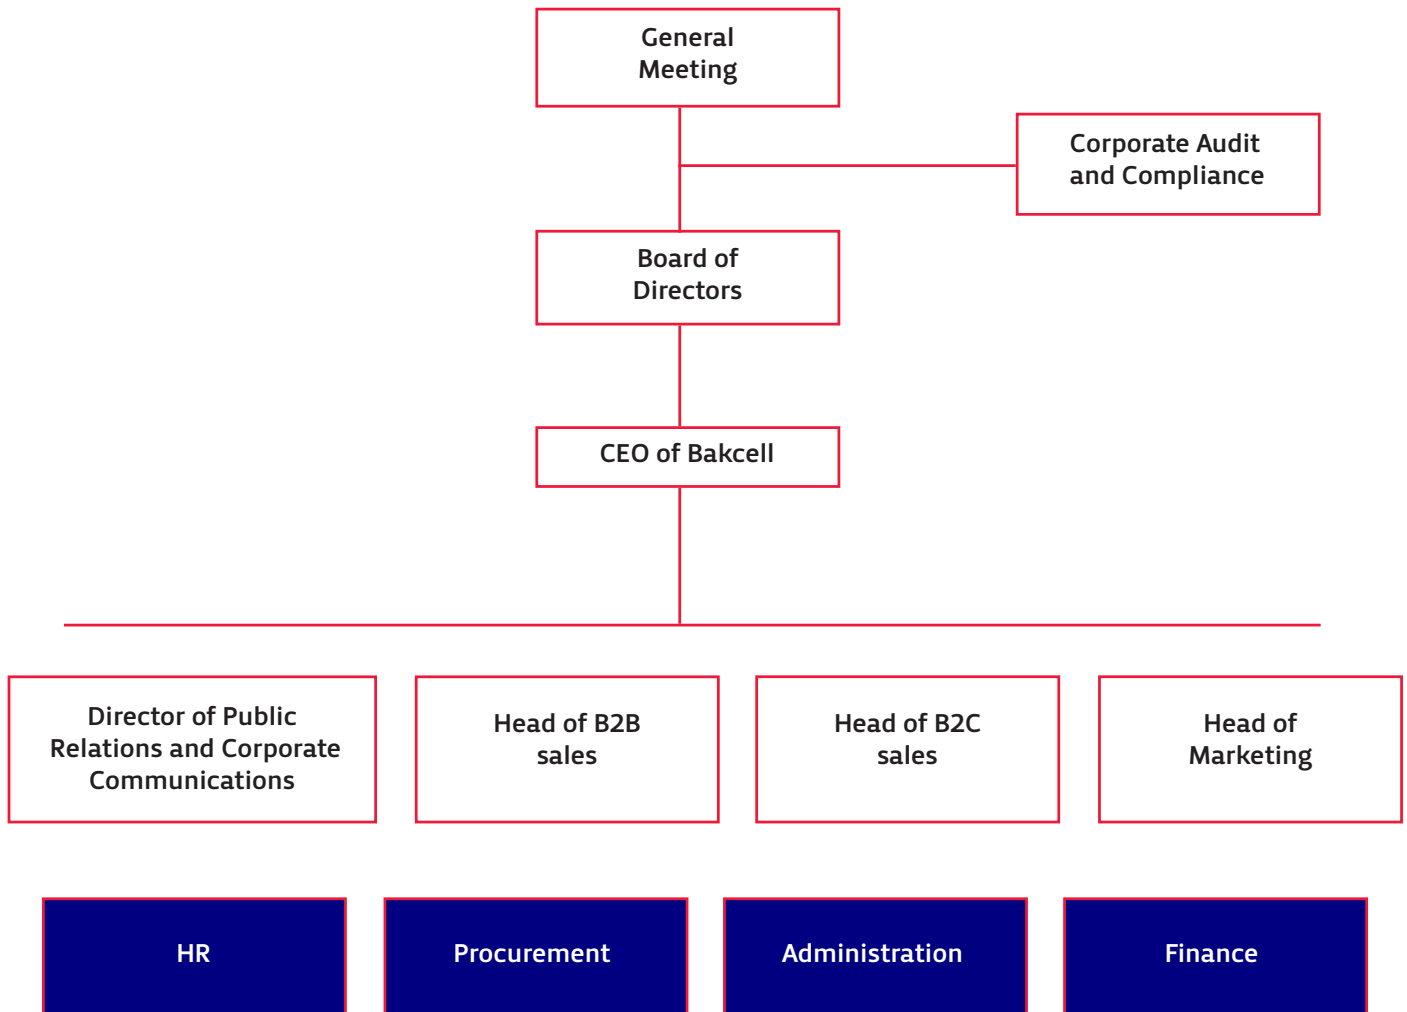 General
Meeting
Corporate Audit
and Compliance
Board of
Directors
CEO of Bakcell
Director of Public
Relations and Corporate
Communications
Head of B2B
sales
Head of B2C
sales
Head of
Marketing
HR
Procurement
Administration
Finance